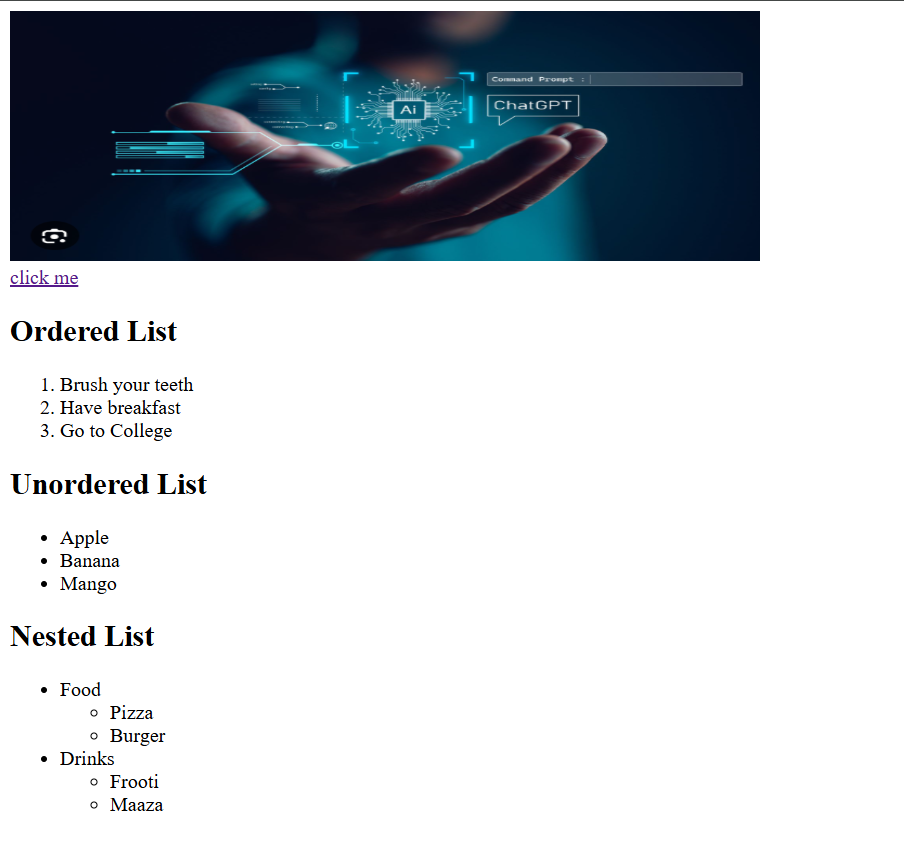 Command Prompt :
Ai
ChatGPT
click me
Ordered List
1. Brush your teeth
2. Have breakfast
3. Go to College
Unordered List
• Apple
• Banana
• Mango
Nested List
• Food
○ Pizza
○ Burger
• Drinks
○ Frooti
○ Maaza